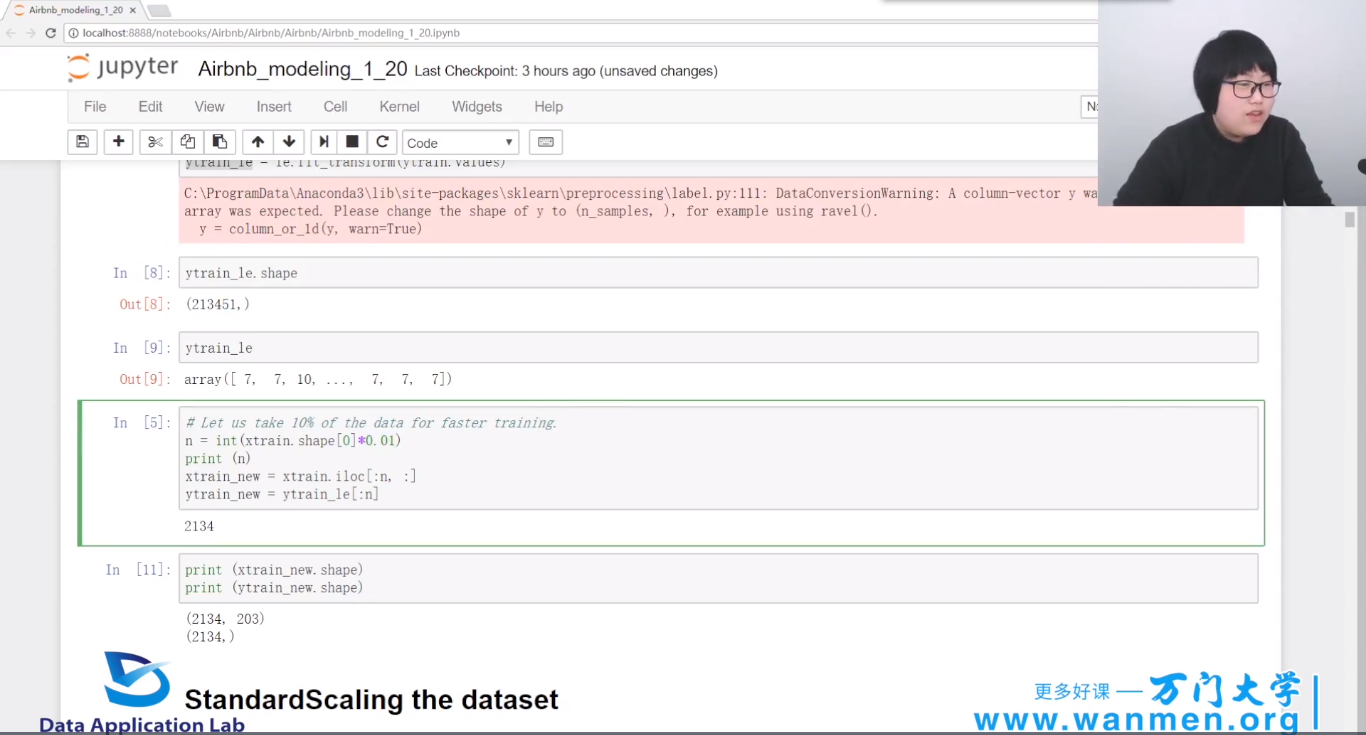 Airbnb_modeling_1_20
localhost:8888/notebooks/Airbnb/Airbnb/Airbnb/Airbnb_modeling_1_20.ipynb
jupyter Airbnb_modeling_1_20 Last Checkpoint: 3 hours ago (unsaved changes)
File Edit View Insert Cell Kernel Widgets Help
Code
ytrain_le = le.fit_transform(ytrain.values)
C:\ProgramData\Anaconda3\lib\site-packages\sklearn\preprocessing\label.py:111: DataConversionWarning: A column-vector y wa
array was expected. Please change the shape of y to (n_samples, ), for example using ravel().
y = column_or_1d(y, warn=True)
In [8]: ytrain_le.shape
Out[8]: (213451,)
In [9]: ytrain_le
Out[9]: array([ 7, 7, 10, ..., 7, 7, 7])
In [5]: # Let us take 10% of the data for faster training.
n = int(xtrain.shape[0]*0.01)
print (n)
xtrain_new = xtrain.iloc[:n, :]
ytrain_new = ytrain_le[:n]
2134
In [11]: print (xtrain_new.shape)
print (ytrain_new.shape)
(2134, 203)
(2134,)
StandardScaling the dataset
Data Application Lab
更多好课 — 万门大学
www.wanmen.org